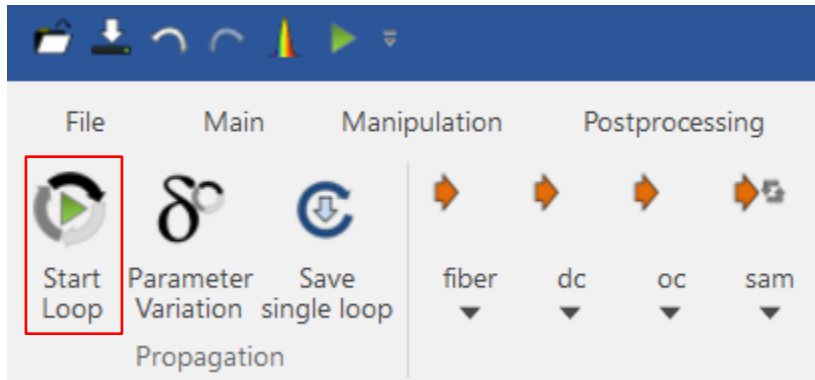 File Main Manipulation Postprocessing
Start Parameter Save fiber dc oc sam
Loop Variation single loop
Propagation